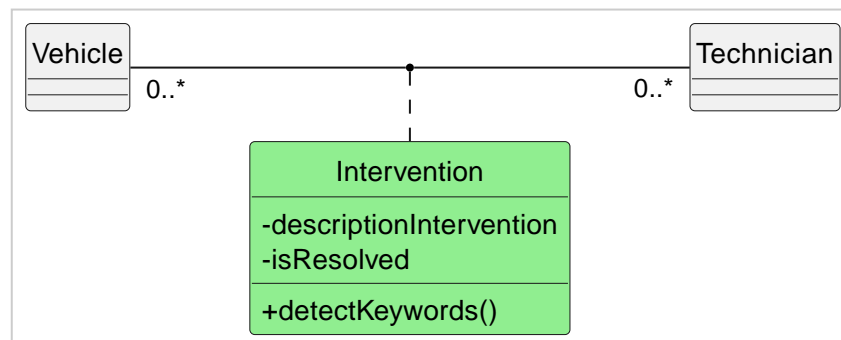 Vehicle
Technician
0..*
0..*
Intervention
-descriptionIntervention
-isResolved
+detectKeywords()